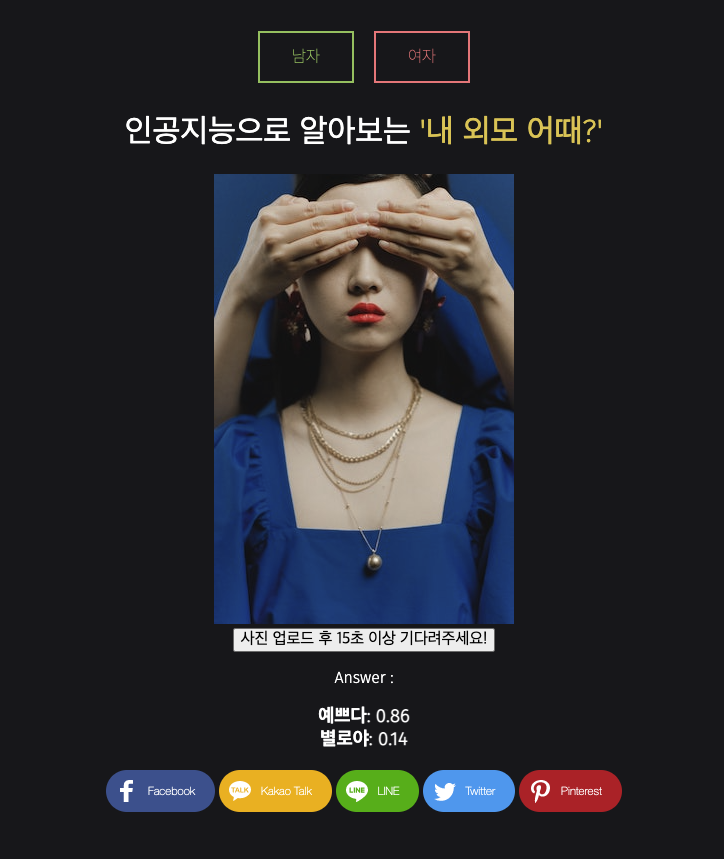 남자 여자
인공지능으로 알아보는 '내 외모 어때?'
사진 업로드 후 15초 이상 기다려주세요!
Answer :
예쁘다: 0.86
별로야: 0.14
Facebook TALK Kakao Talk LINE LINE Twitter Pinterest